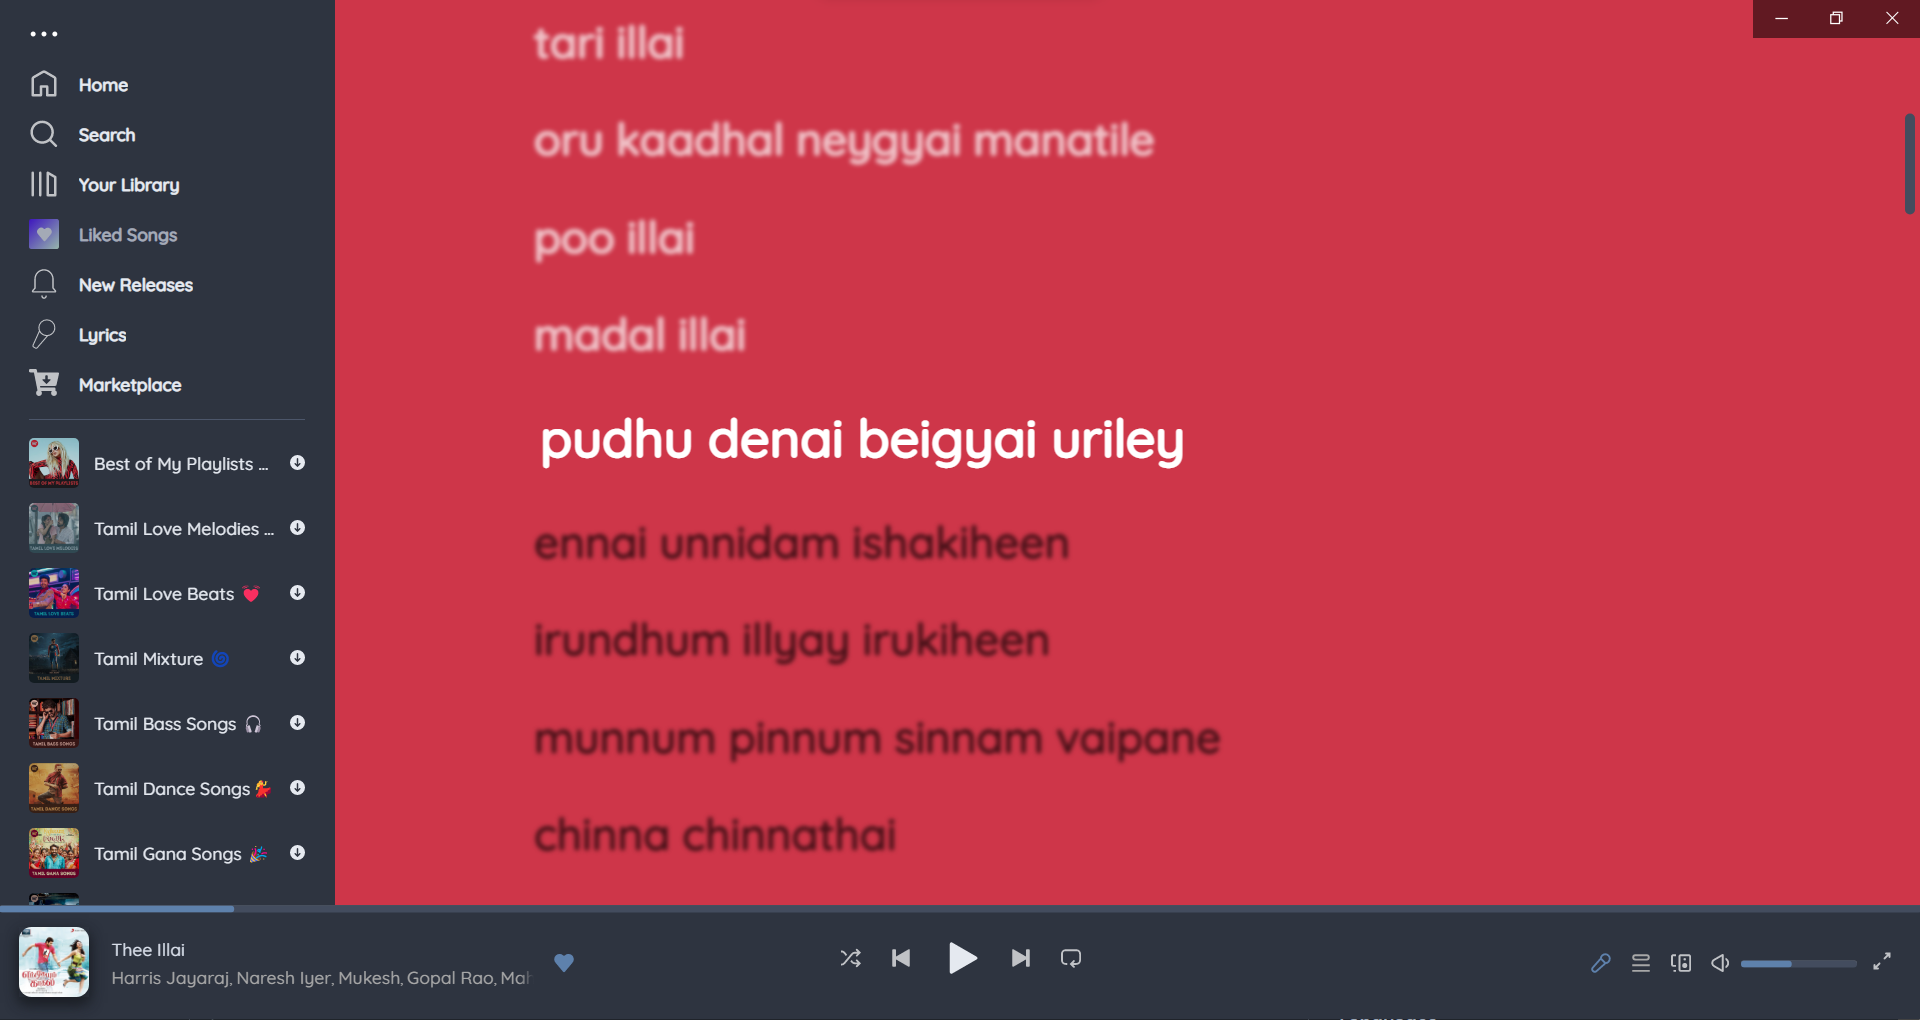 Home
Search
Your Library
Liked Songs
New Releases
Lyrics
Marketplace
Best of My Playlists ...
Tamil Love Melodies ...
Tamil Love Beats
Tamil Mixture
Tamil Bass Songs
Tamil Dance Songs
Tamil Gana Songs
tari illai
oru kaadhal neygyai manatile
poo illai
madal illai
pudhu denai beigyai uriley
ennai unnidam ishakiheen
irundhum illyay irukiheen
munnum pinnum sinnam vaipane
chinna chinnathai
Thee Illai
Harris Jayaraj, Naresh Iyer, Mukesh, Gopal Rao, Mah